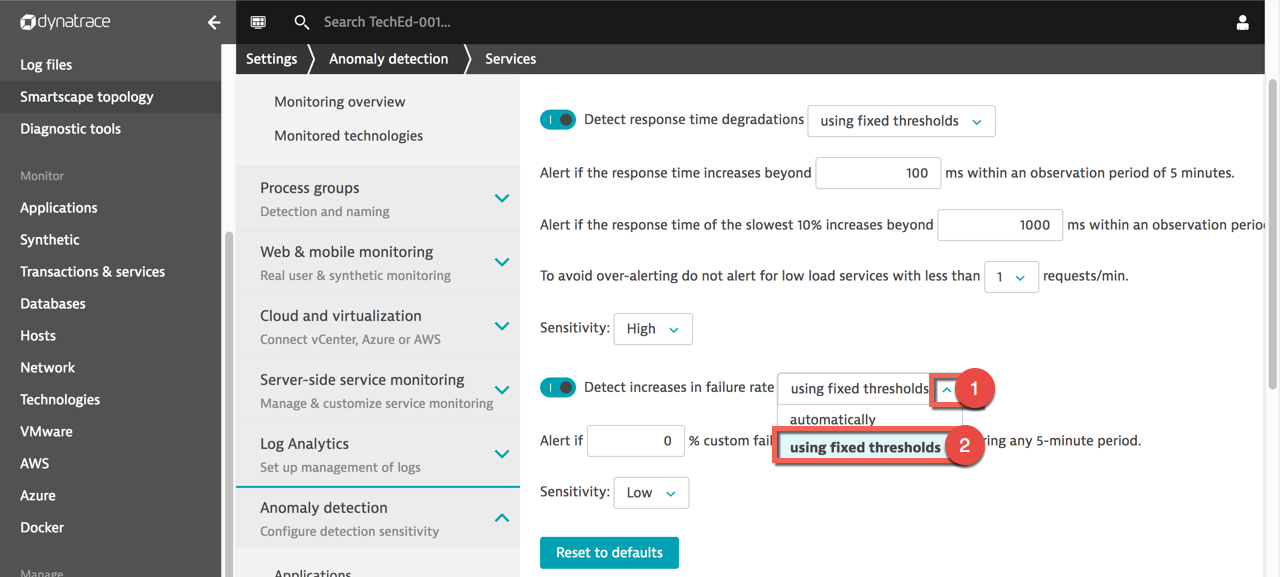 dynatrace
Search TechEd-001...
Log files
Smartscape topology
Diagnostic tools
Monitor
Applications
Synthetic
Transactions & services
Databases
Hosts
Network
Technologies
VMware
AWS
Azure
Docker
Manage
Settings
Anomaly detection
Services
Monitoring overview
Monitored technologies
Process groups
Detection and naming
Web & mobile monitoring
Real user & synthetic monitoring
Cloud and virtualization
Connect vCenter, Azure or AWS
Server-side service monitoring
Manage & customize service monitoring
Log Analytics
Set up management of logs
Anomaly detection
Configure detection sensitivity
Applications
Detect response time degradations using fixed thresholds
Alert if the response time increases beyond 100 ms within an observation period of 5 minutes.
Alert if the response time of the slowest 10% increases beyond 1000 ms within an observation perio
To avoid over-alerting do not alert for low load services with less than 1 requests/min.
Sensitivity: High
Detect increases in failure rate using fixed thresholds 1
automatically
Alert if 0 % custom fail using fixed thresholds 2 ring any 5-minute period.
Sensitivity: Low
Reset to defaults